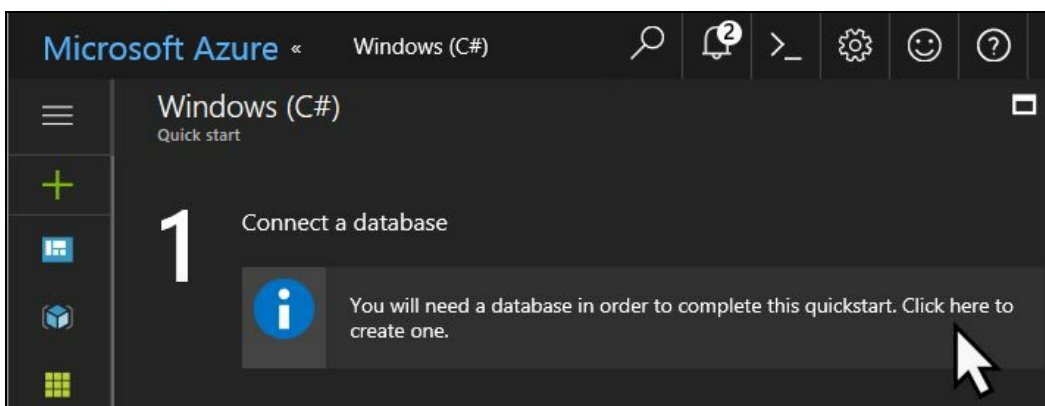 Microsoft Azure « Windows (C#) 2 >_ ?
Windows (C#)
Quick start
1 Connect a database
i You will need a database in order to complete this quickstart. Click here to
create one.